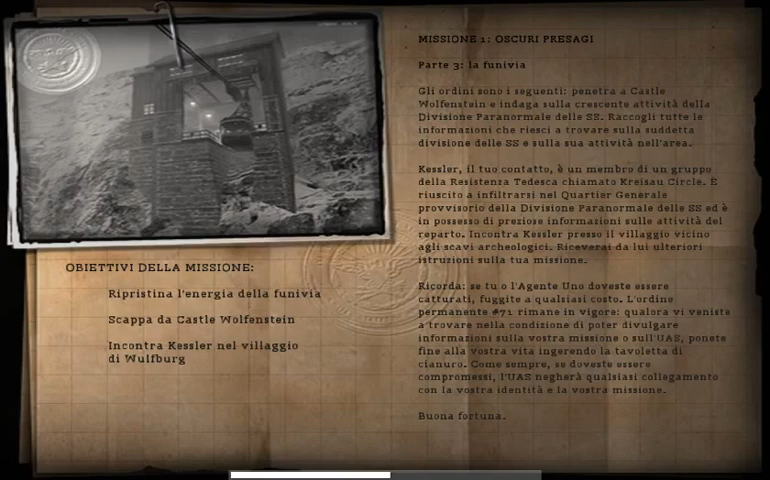 MISSIONE 1: OSCURI PRESAGI
Parte 3: la funivia
Gli ordini sono i seguenti: penetra a Castle
Wolfenstein e indaga sulla crescente attività della
Divisione Paranormale delle SS. Raccogli tutte le
informazioni che riesci a trovare sulla suddetta
divisione delle SS e sulla sua attività nell'area.
Kessler, il tuo contatto, è un membro di un gruppo
della Resistenza Tedesca chiamato Kreisau Circle. È
riuscito a infiltrarsi nel Quartier Generale
provvisorio della Divisione Paranormale delle SS ed è
in possesso di preziose informazioni sulle attività del
reparto. Incontra Kessler presso il villaggio vicino
agli scavi archeologici. Riceverai da lui ulteriori
istruzioni sulla tua missione.
Ricorda: se tu o l'Agente Uno doveste essere
catturati, fuggite a qualsiasi costo. L'ordine
permanente #71 rimane in vigore: qualora vi veniste
a trovare nella condizione di poter divulgare
informazioni sulla vostra missione o sull'UAS, ponete
fine alla vostra vita ingerendo la tavoletta di
cianuro. Come sempre, se doveste essere
compromessi, l'UAS negherà qualsiasi collegamento
con la vostra identità e la vostra missione.
Buona fortuna.
OBIETTIVI DELLA MISSIONE:
Ripristina l'energia della funivia
Scappa da Castle Wolfenstein
Incontra Kessler nel villaggio
di Wulfburg